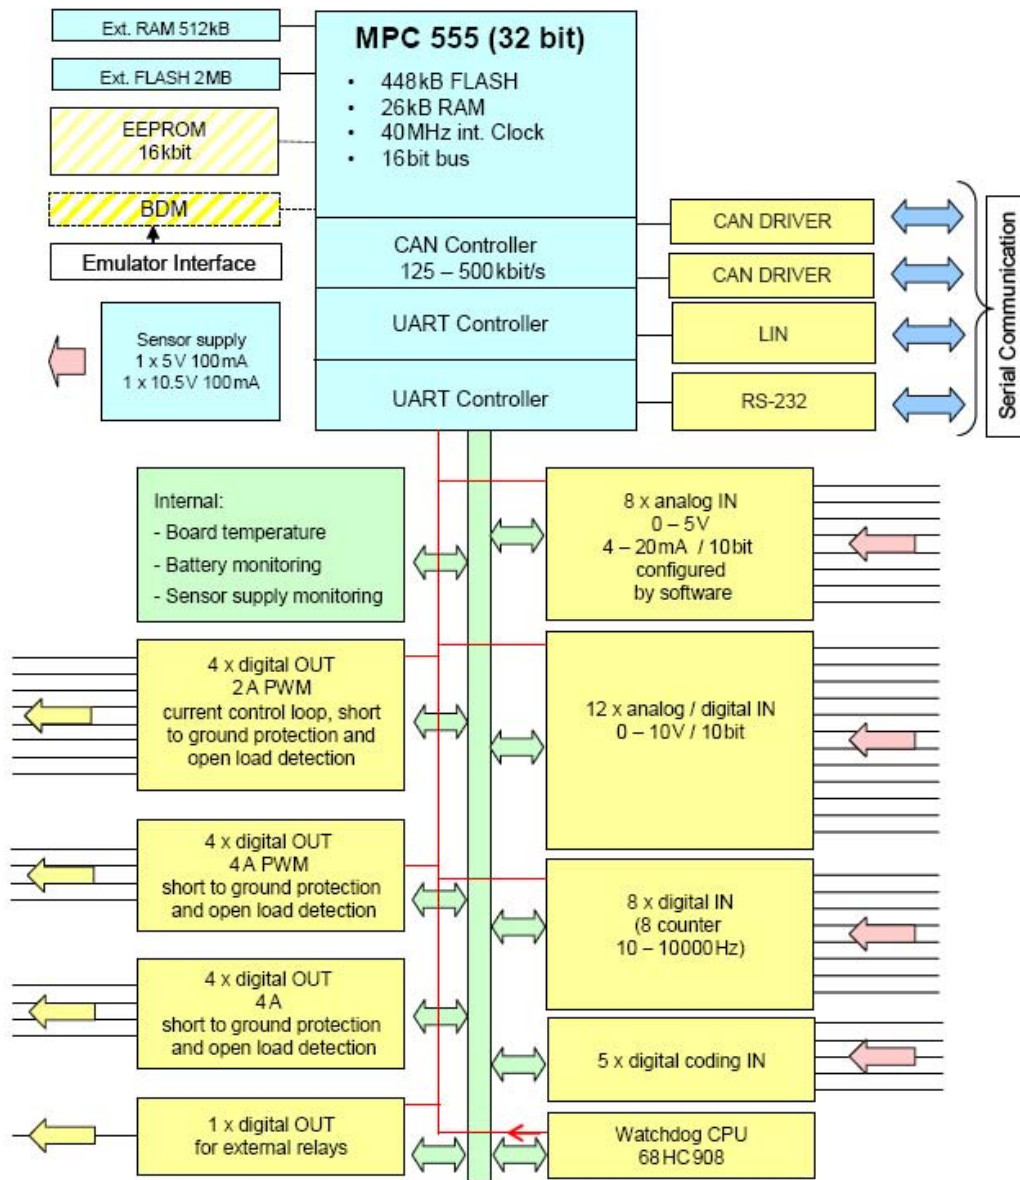 Ext. RAM 512kB
Ext. FLASH 2MB
EEPROM
16kbit
BDM
Emulator Interface
Sensor supply
1 x 5V 100mA
1 x 10.5V 100mA
MPC 555 (32 bit)
• 448kB FLASH
• 26kB RAM
• 40MHz int. Clock
• 16bit bus
CAN Controller
125 – 500kbit/s
UART Controller
UART Controller
CAN DRIVER
CAN DRIVER
LIN
RS-232
Serial Communication
Internal:
- Board temperature
- Battery monitoring
- Sensor supply monitoring
8 x analog IN
0 – 5V
4 – 20mA / 10bit
configured
by software
4 x digital OUT
2A PWM
current control loop, short
to ground protection and
open load detection
12 x analog / digital IN
0 – 10V / 10bit
4 x digital OUT
4A PWM
short to ground protection
and open load detection
8 x digital IN
(8 counter
10 – 10000Hz)
4 x digital OUT
4A
short to ground protection
and open load detection
5 x digital coding IN
1 x digital OUT
for external relays
Watchdog CPU
68HC908